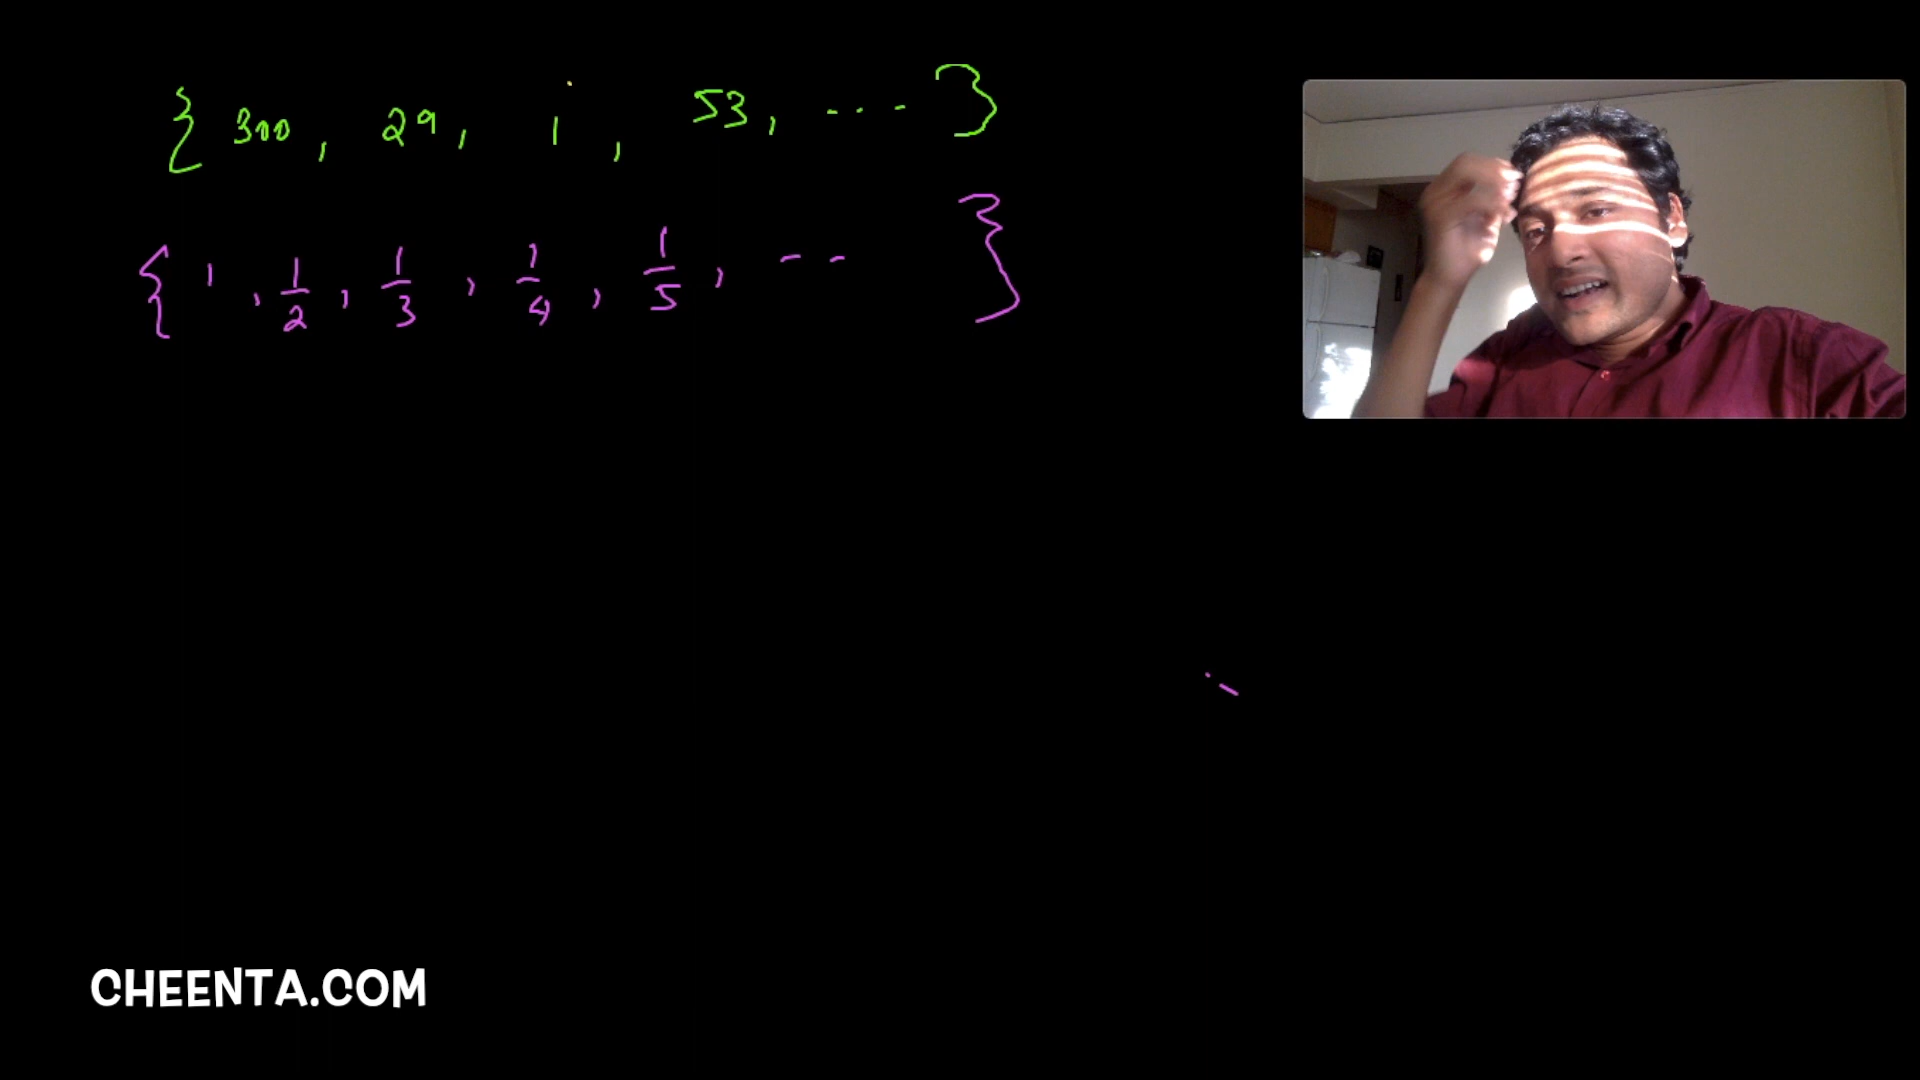 { 300, 29, 1, 53, ... }
{ 1, 1/2, 1/3, 1/4, 1/5, -- }
CHEENTA.COM